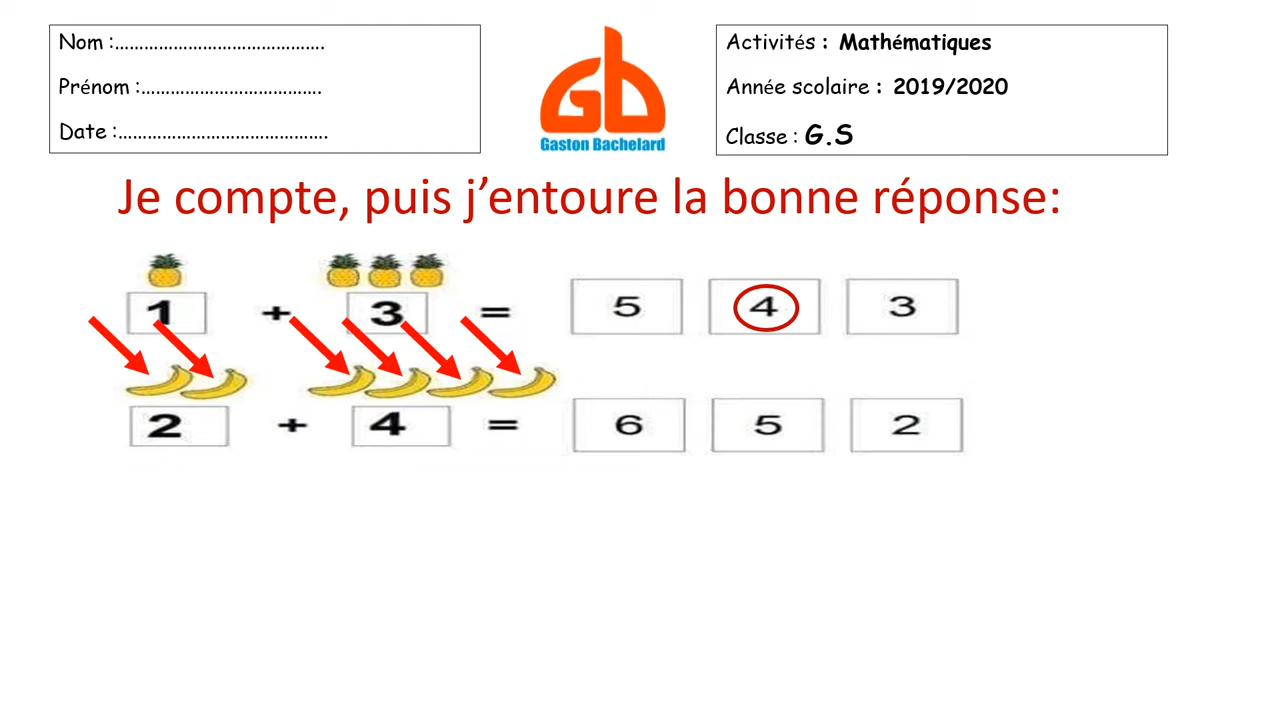 Nom :……………………………………
Prénom :………………………………
Date :……………………………………
Gb
Gaston Bachelard
Activités : Mathématiques
Année scolaire : 2019/2020
Classe : G.S
Je compte, puis j’entoure la bonne réponse:
1 + 3 = 5 4 3
2 + 4 = 6 5 2